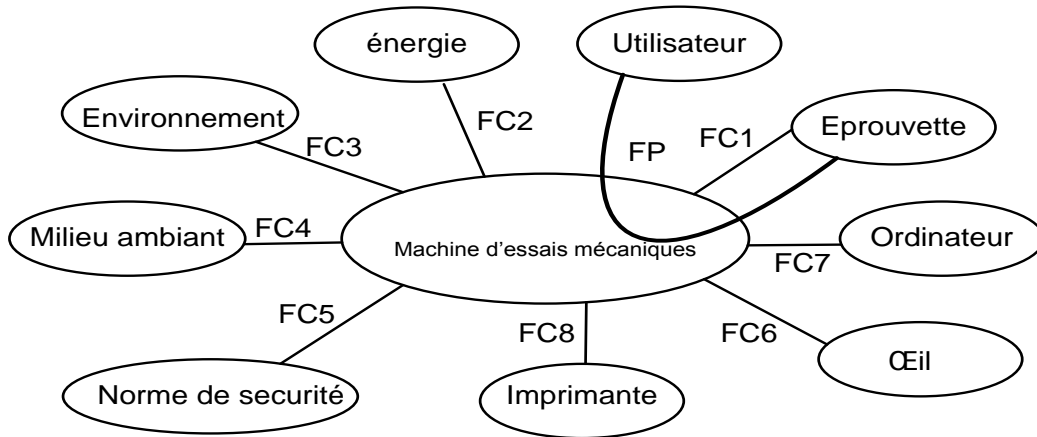 énergie
Utilisateur
Environnement
FC2
FC1
Eprouvette
FC3
FP
Milieu ambiant
FC4
Machine d'essais mécaniques
Ordinateur
FC7
FC5
FC8
FC6
Œil
Norme de securité
Imprimante